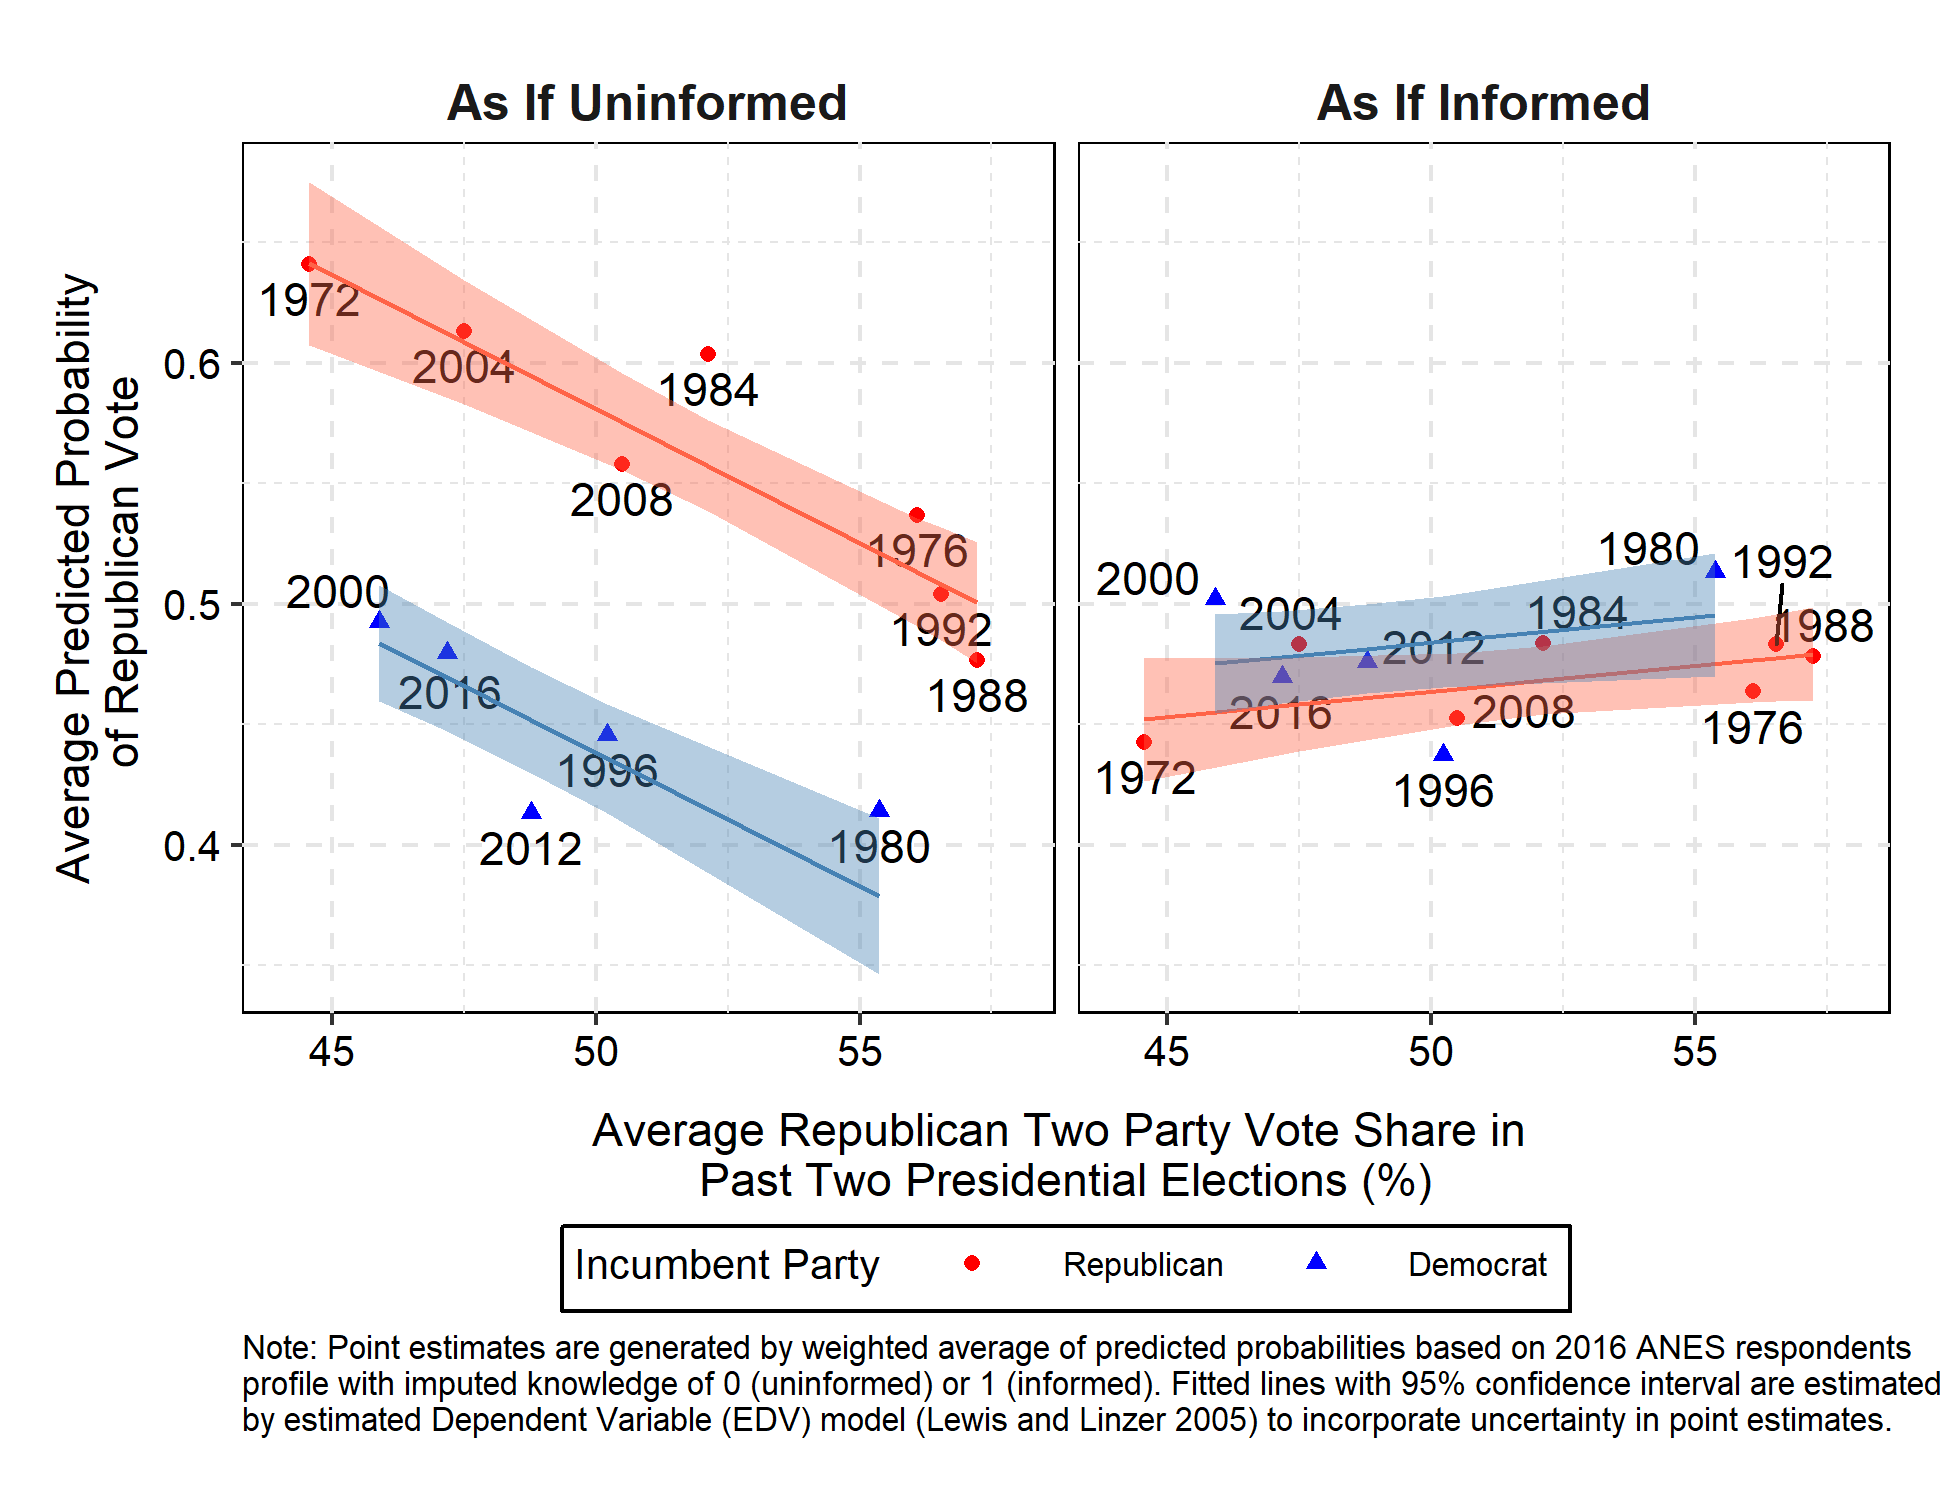 As If Uninformed
As If Informed
Average Predicted Probability
of Republican Vote
0.6
0.5
0.4
1972
2004
1984
2008
1976
1992
1988
2000
2016
1996
2012
1980
2000
2004
2012
1984
1980
1992
1988
2016
2008
1976
1972
1996
45
50
55
45
50
55
Average Republican Two Party Vote Share in
Past Two Presidential Elections (%)
Incumbent Party
Republican
Democrat
Note: Point estimates are generated by weighted average of predicted probabilities based on 2016 ANES respondents
profile with imputed knowledge of 0 (uninformed) or 1 (informed). Fitted lines with 95% confidence interval are estimated
by estimated Dependent Variable (EDV) model (Lewis and Linzer 2005) to incorporate uncertainty in point estimates.